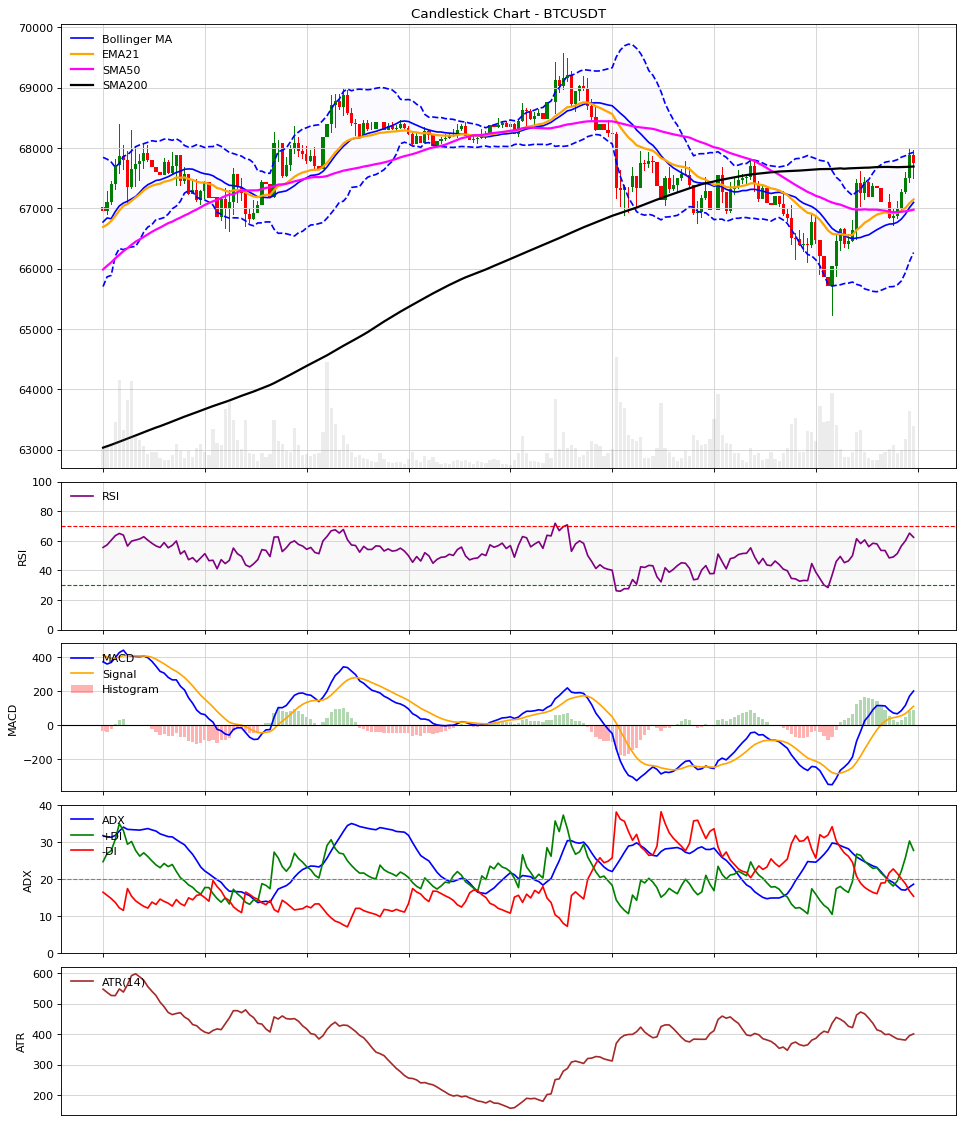 Candlestick Chart - BTCUSDT
70000
69000
68000
67000
66000
65000
64000
63000
Bollinger MA
EMA21
SMA50
SMA200
100
80
60
40
20
0
RSI
RSI
400
200
0
−200
MACD
MACD
Signal
Histogram
40
30
20
10
0
ADX
ADX
+DI
-DI
600
500
400
300
200
ATR
ATR(14)